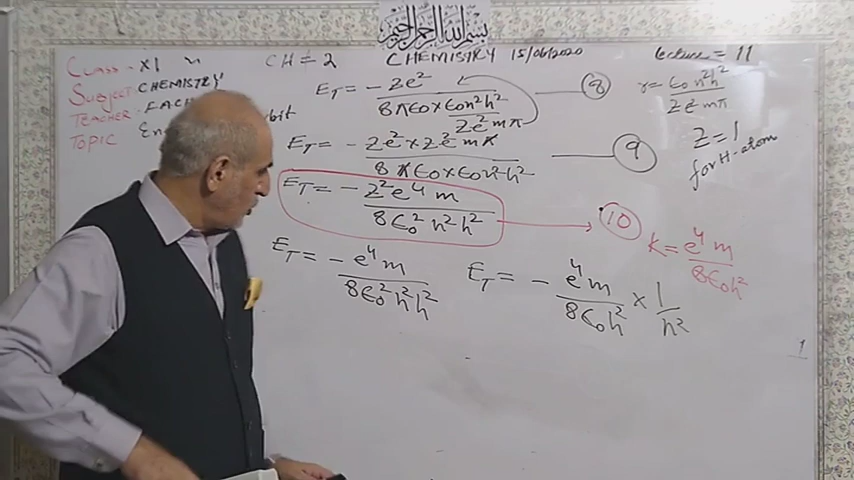 بسم الله الرحمن الرحيم
Class - XI
CH = 2
CHEMISTRY 15/06/2020
Lecture = 11
Subject: CHEMISTRY
TEACHER
TOPIC
E_T = - Ze² / 8πε₀ × ε₀n²h² / Ze²mπ — (8)
r = ε₀n²h² / Ze²mπ
E_T = - Ze² × Ze²mπ / 8πε₀ × ε₀n²h² — (9)
Z = 1
for H-atom
E_T = - Z²e⁴m / 8ε₀²n²h² → (10)
K = e⁴m / 8ε₀h²
E_T = - e⁴m / 8ε₀²n²h²
E_T = - e⁴m / 8ε₀h² × 1/n²